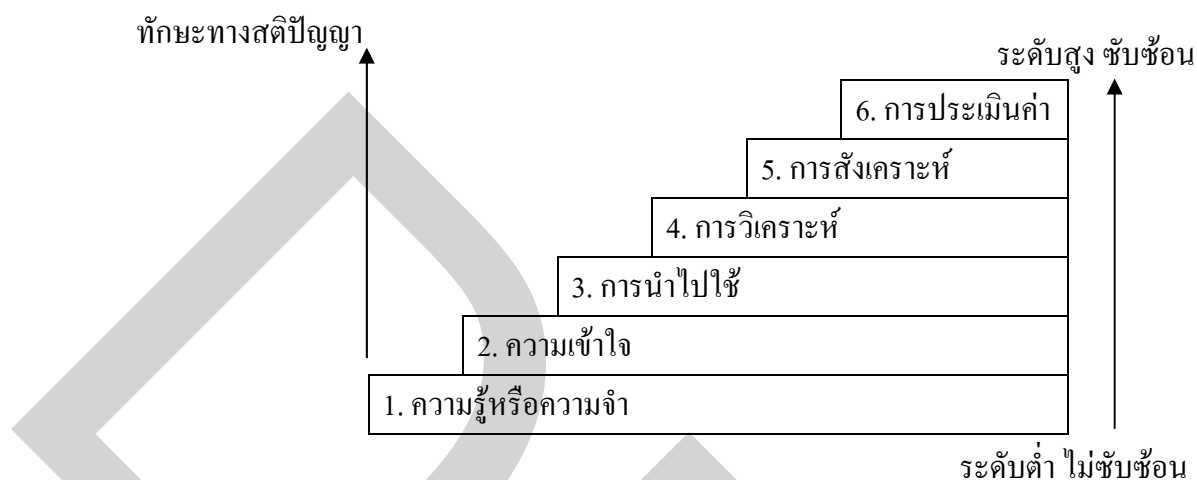 ทักษะทางสติปัญญา
ระดับสูง ซับซ้อน
6. การประเมินค่า
5. การสังเคราะห์
4. การวิเคราะห์
3. การนำไปใช้
2. ความเข้าใจ
1. ความรู้หรือความจำ
ระดับต่ำ ไม่ซับซ้อน